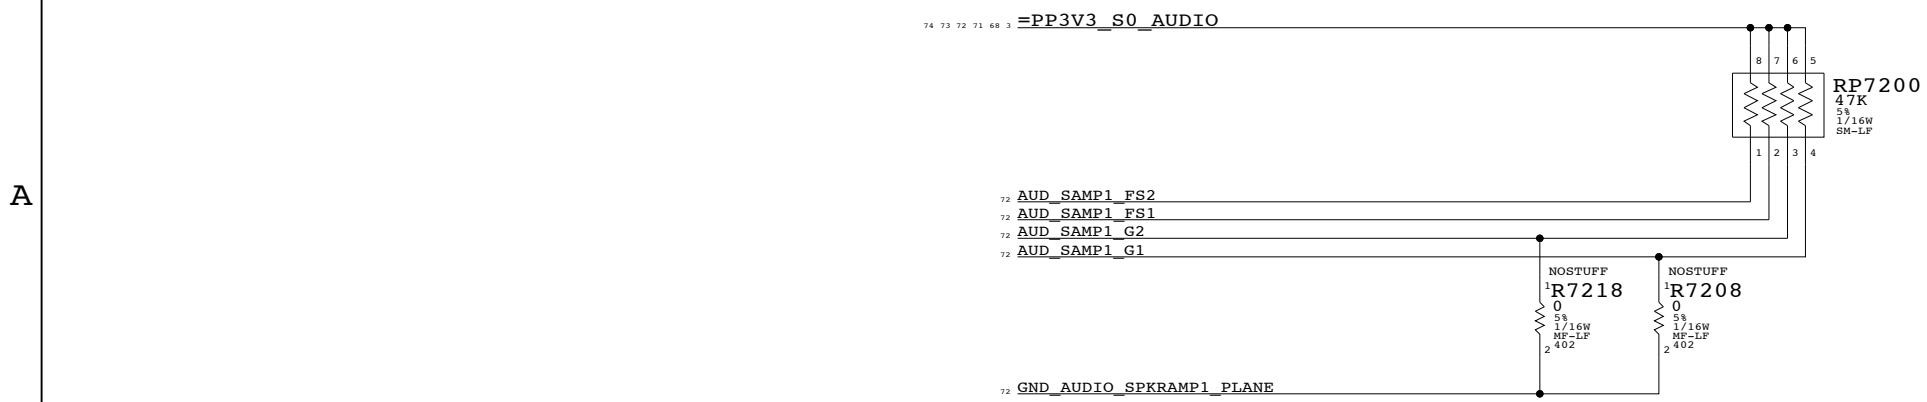 74 73 72 71 68 3 =PP3V3_S0_AUDIO
8 7 6 5
RP7200
47K
5%
1/16W
SM-LF
1 2 3 4
A
72 AUD_SAMP1_FS2
72 AUD_SAMP1_FS1
72 AUD_SAMP1_G2
72 AUD_SAMP1_G1
NOSTUFF
1 R7218
0
5%
1/16W
MF-LF
402
2
NOSTUFF
1 R7208
0
5%
1/16W
MF-LF
402
2
72 GND_AUDIO_SPKRAMP1_PLANE